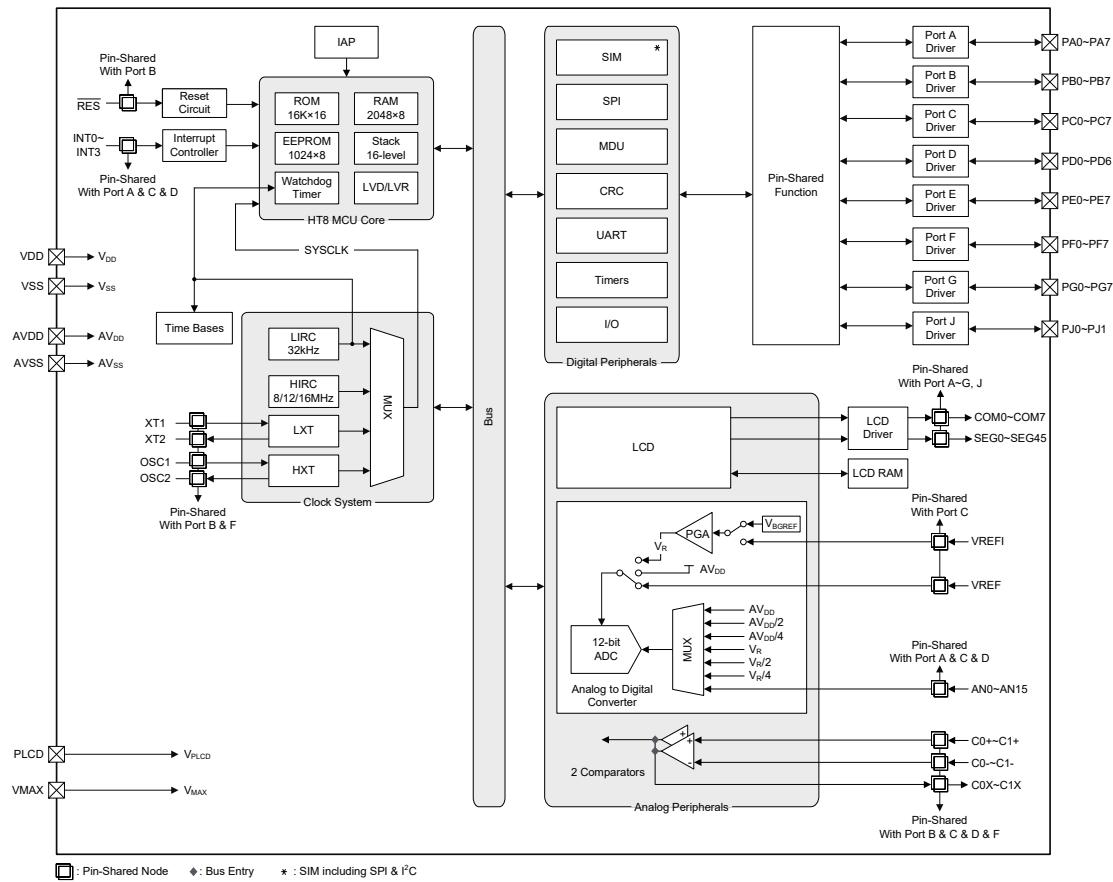 IAP
Pin-Shared
With Port B
RES
Reset
Circuit
INT0~
INT3
Interrupt
Controller
Pin-Shared
With Port A & C & D
ROM
16K×16
RAM
2048×8
EEPROM
1024×8
Stack
16-level
Watchdog
Timer
LVD/LVR
HT8 MCU Core
SYSCLK
VDD
VDD
VSS
VSS
AVDD
AVDD
AVSS
AVSS
Time Bases
LIRC
32kHz
HIRC
8/12/16MHz
LXT
HXT
MUX
Clock System
XT1
XT2
OSC1
OSC2
Pin-Shared
With Port B & F
PLCD
VPLCD
VMAX
VMAX
Bus
SIM
*
SPI
MDU
CRC
UART
Timers
I/O
Digital Peripherals
Pin-Shared
Function
Port A
Driver
PA0~PA7
Port B
Driver
PB0~PB7
Port C
Driver
PC0~PC7
Port D
Driver
PD0~PD6
Port E
Driver
PE0~PE7
Port F
Driver
PF0~PF7
Port G
Driver
PG0~PG7
Port J
Driver
PJ0~PJ1
Pin-Shared
With Port A~G, J
LCD
LCD
Driver
COM0~COM7
SEG0~SEG45
LCD RAM
Pin-Shared
With Port C
VBGREF
PGA
VREFI
VR
AVDD
VREF
12-bit
ADC
MUX
AVDD
AVDD/2
AVDD/4
VR
VR/2
VR/4
Analog to Digital
Converter
Pin-Shared
With Port A & C & D
AN0~AN15
+
+
-
2 Comparators
C0+~C1+
C0-~C1-
C0X~C1X
Analog Peripherals
Pin-Shared
With Port B & C & D & F
: Pin-Shared Node
: Bus Entry
* : SIM including SPI & I²C